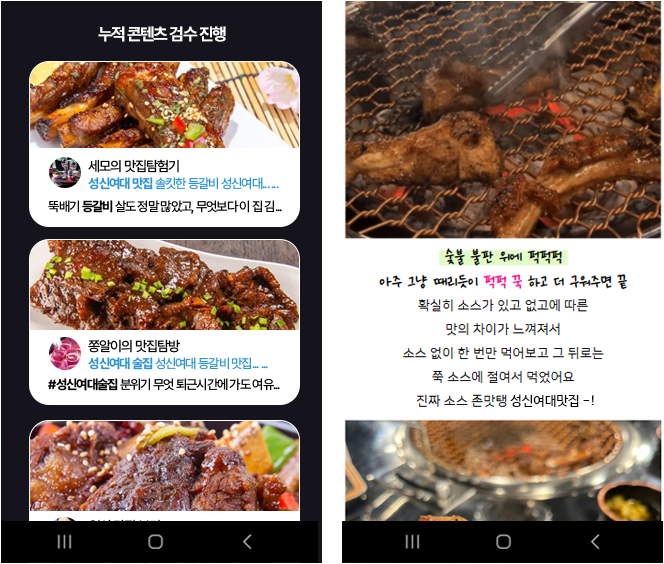 누적 콘텐츠 검수 진행
세모의 맛집탐험기
성신여대 맛집 솔킷한 등갈비 성신여대... ...
뚝배기 등갈비 살도 정말 많았고, 무엇보다 이 집 김...
쫑알이의 맛집탐방
성신여대 술집 성신여대 등갈비 맛집... ...
#성신여대술집 분위기 무엇 퇴근시간에 가도 여유...
숯불 불판 위에 퍽퍽퍽
아주 그냥 때리듯이 퍽퍽 꾹 하고 더 구워주면 끝
확실히 소스가 있고 없고에 따른
맛의 차이가 느껴져서
소스 없이 한 번만 먹어보고 그 뒤로는
쭉 소스에 절여서 먹었어요
진짜 소스 존맛탱 성신여대맛집 -!